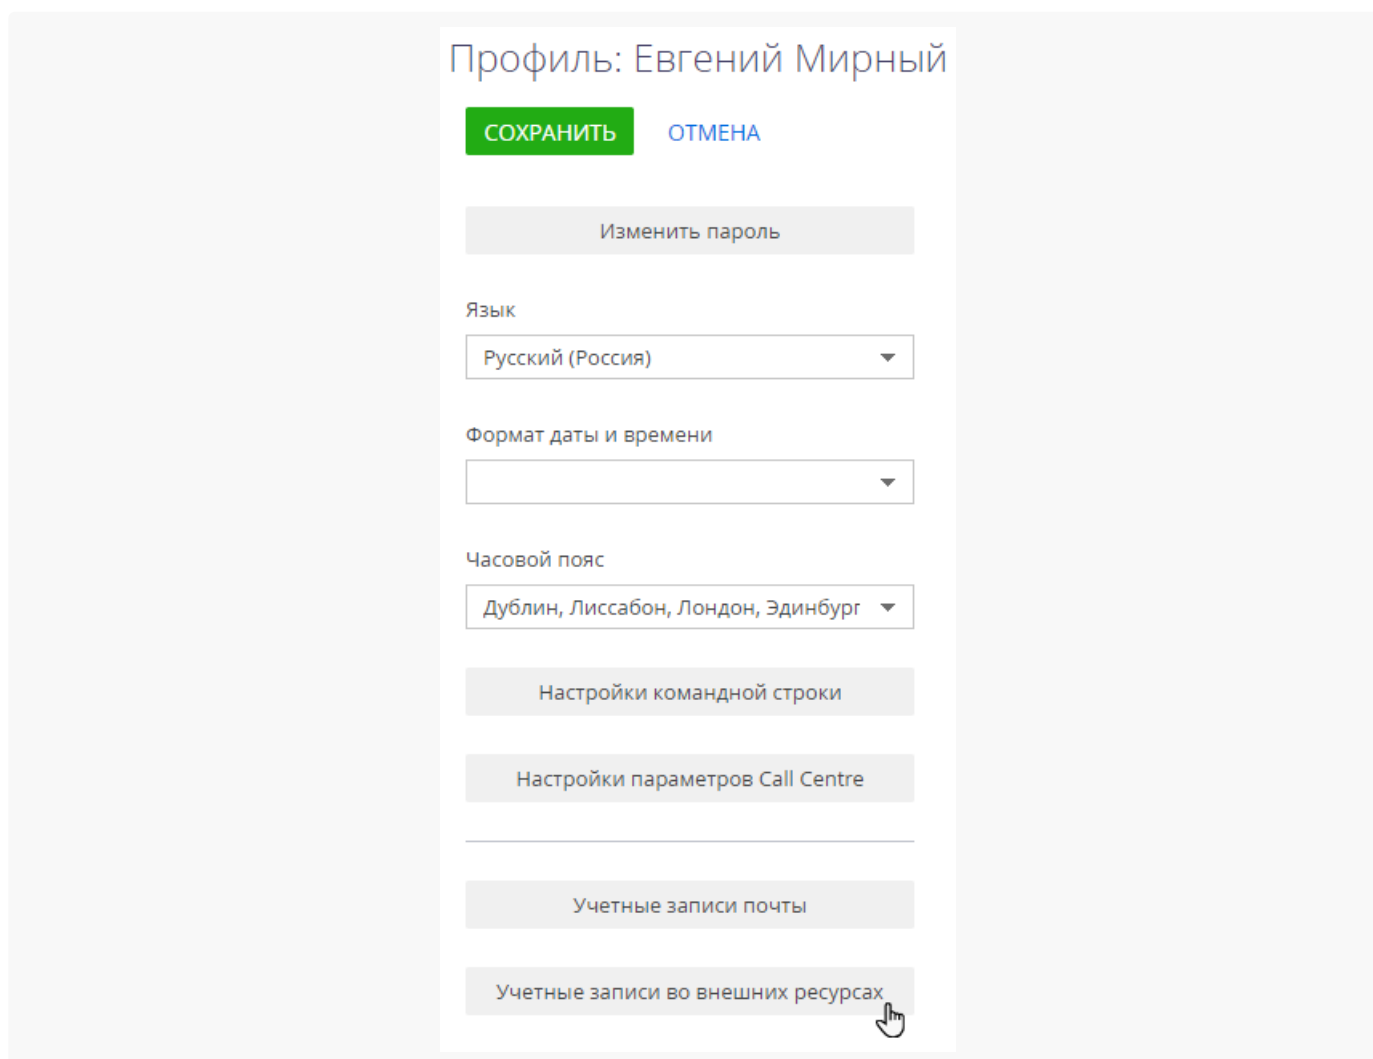 Профиль: Евгений Мирный
СОХРАНИТЬ ОТМЕНА
Изменить пароль
Язык
Русский (Россия)
Формат даты и времени
Часовой пояс
Дублин, Лиссабон, Лондон, Эдинбург
Настройки командной строки
Настройки параметров Call Centre
Учетные записи почты
Учетные записи во внешних ресурсах